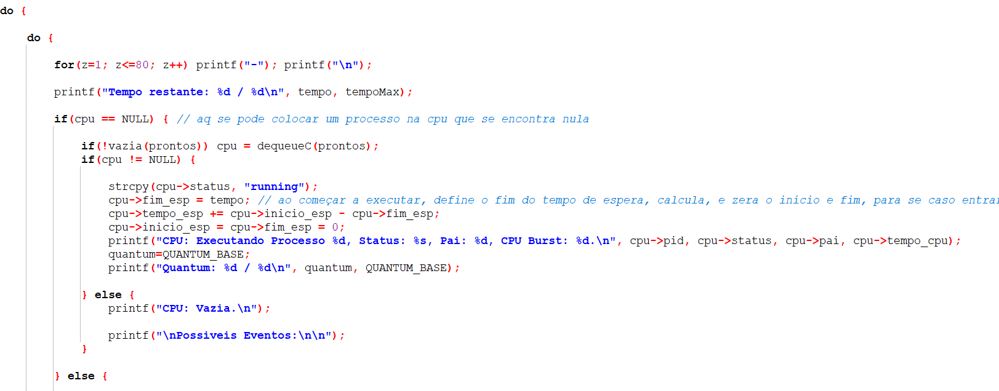 do {
do {
for(z=1; z<=80; z++) printf("-"); printf("\n");
printf("Tempo restante: %d / %d\n", tempo, tempoMax);
if(cpu == NULL) { // aq se pode colocar um processo na cpu que se encontra nula
if(!vazia(prontos)) cpu = dequeueC(prontos);
if(cpu != NULL) {
strcpy(cpu->status, "running");
cpu->fim_esp = tempo; // ao começar a executar, define o fim do tempo de espera, calcula, e zera o inicio e fim, para se caso entrar
cpu->tempo_esp += cpu->inicio_esp - cpu->fim_esp;
cpu->inicio_esp = cpu->fim_esp = 0;
printf("CPU: Executando Processo %d, Status: %s, Pai: %d, CPU Burst: %d.\n", cpu->pid, cpu->status, cpu->pai, cpu->tempo_cpu);
quantum=QUANTUM_BASE;
printf("Quantum: %d / %d\n", quantum, QUANTUM_BASE);
} else {
printf("CPU: Vazia.\n");
printf("\nPossiveis Eventos:\n\n");
}
} else {